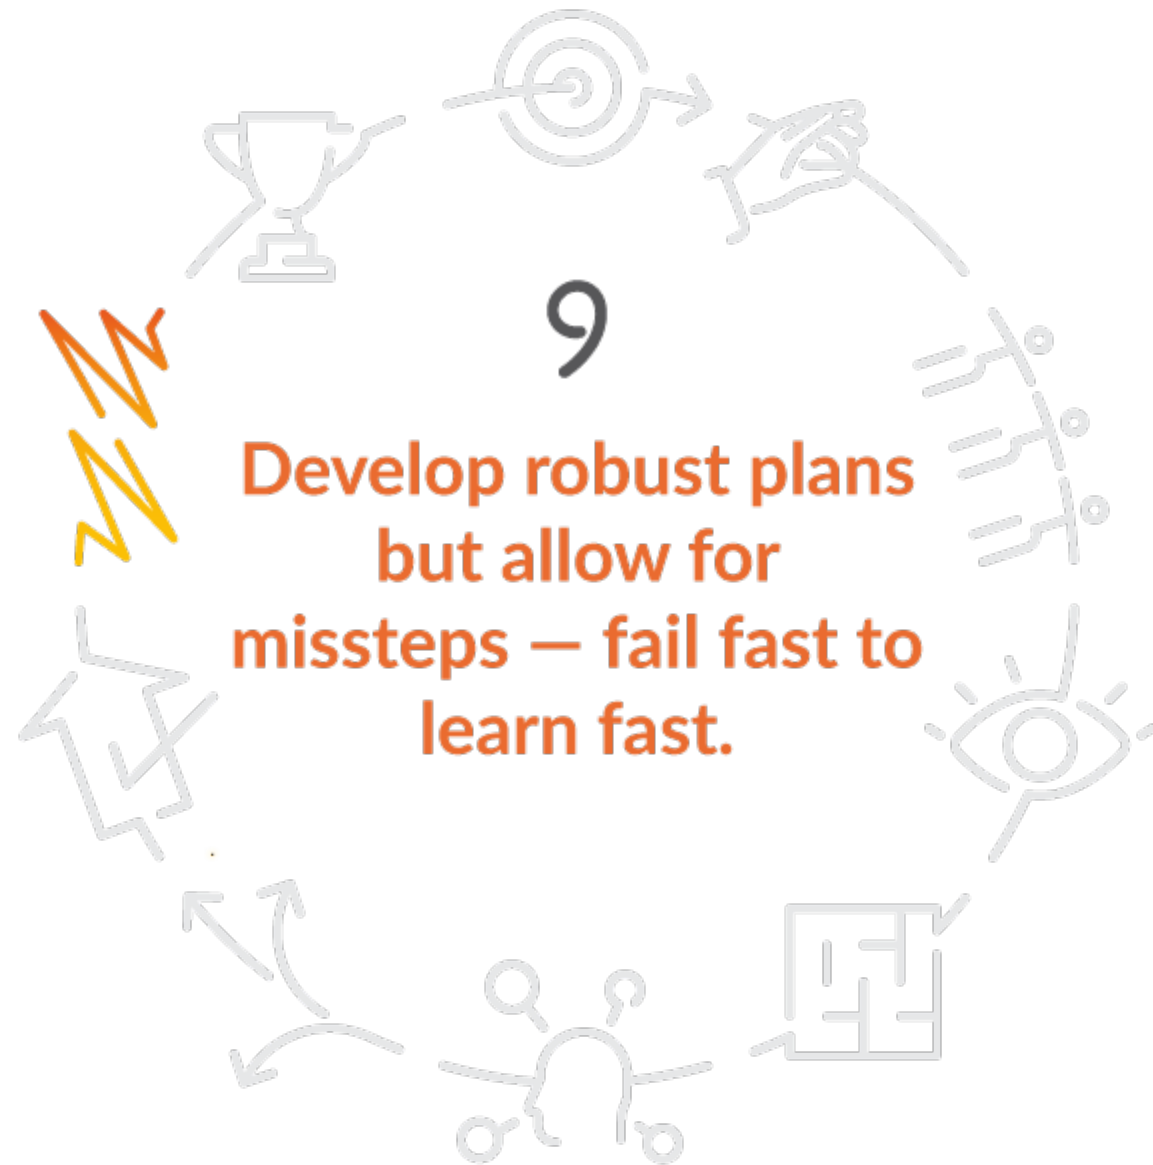 9
Develop robust plans
but allow for
missteps — fail fast to
learn fast.